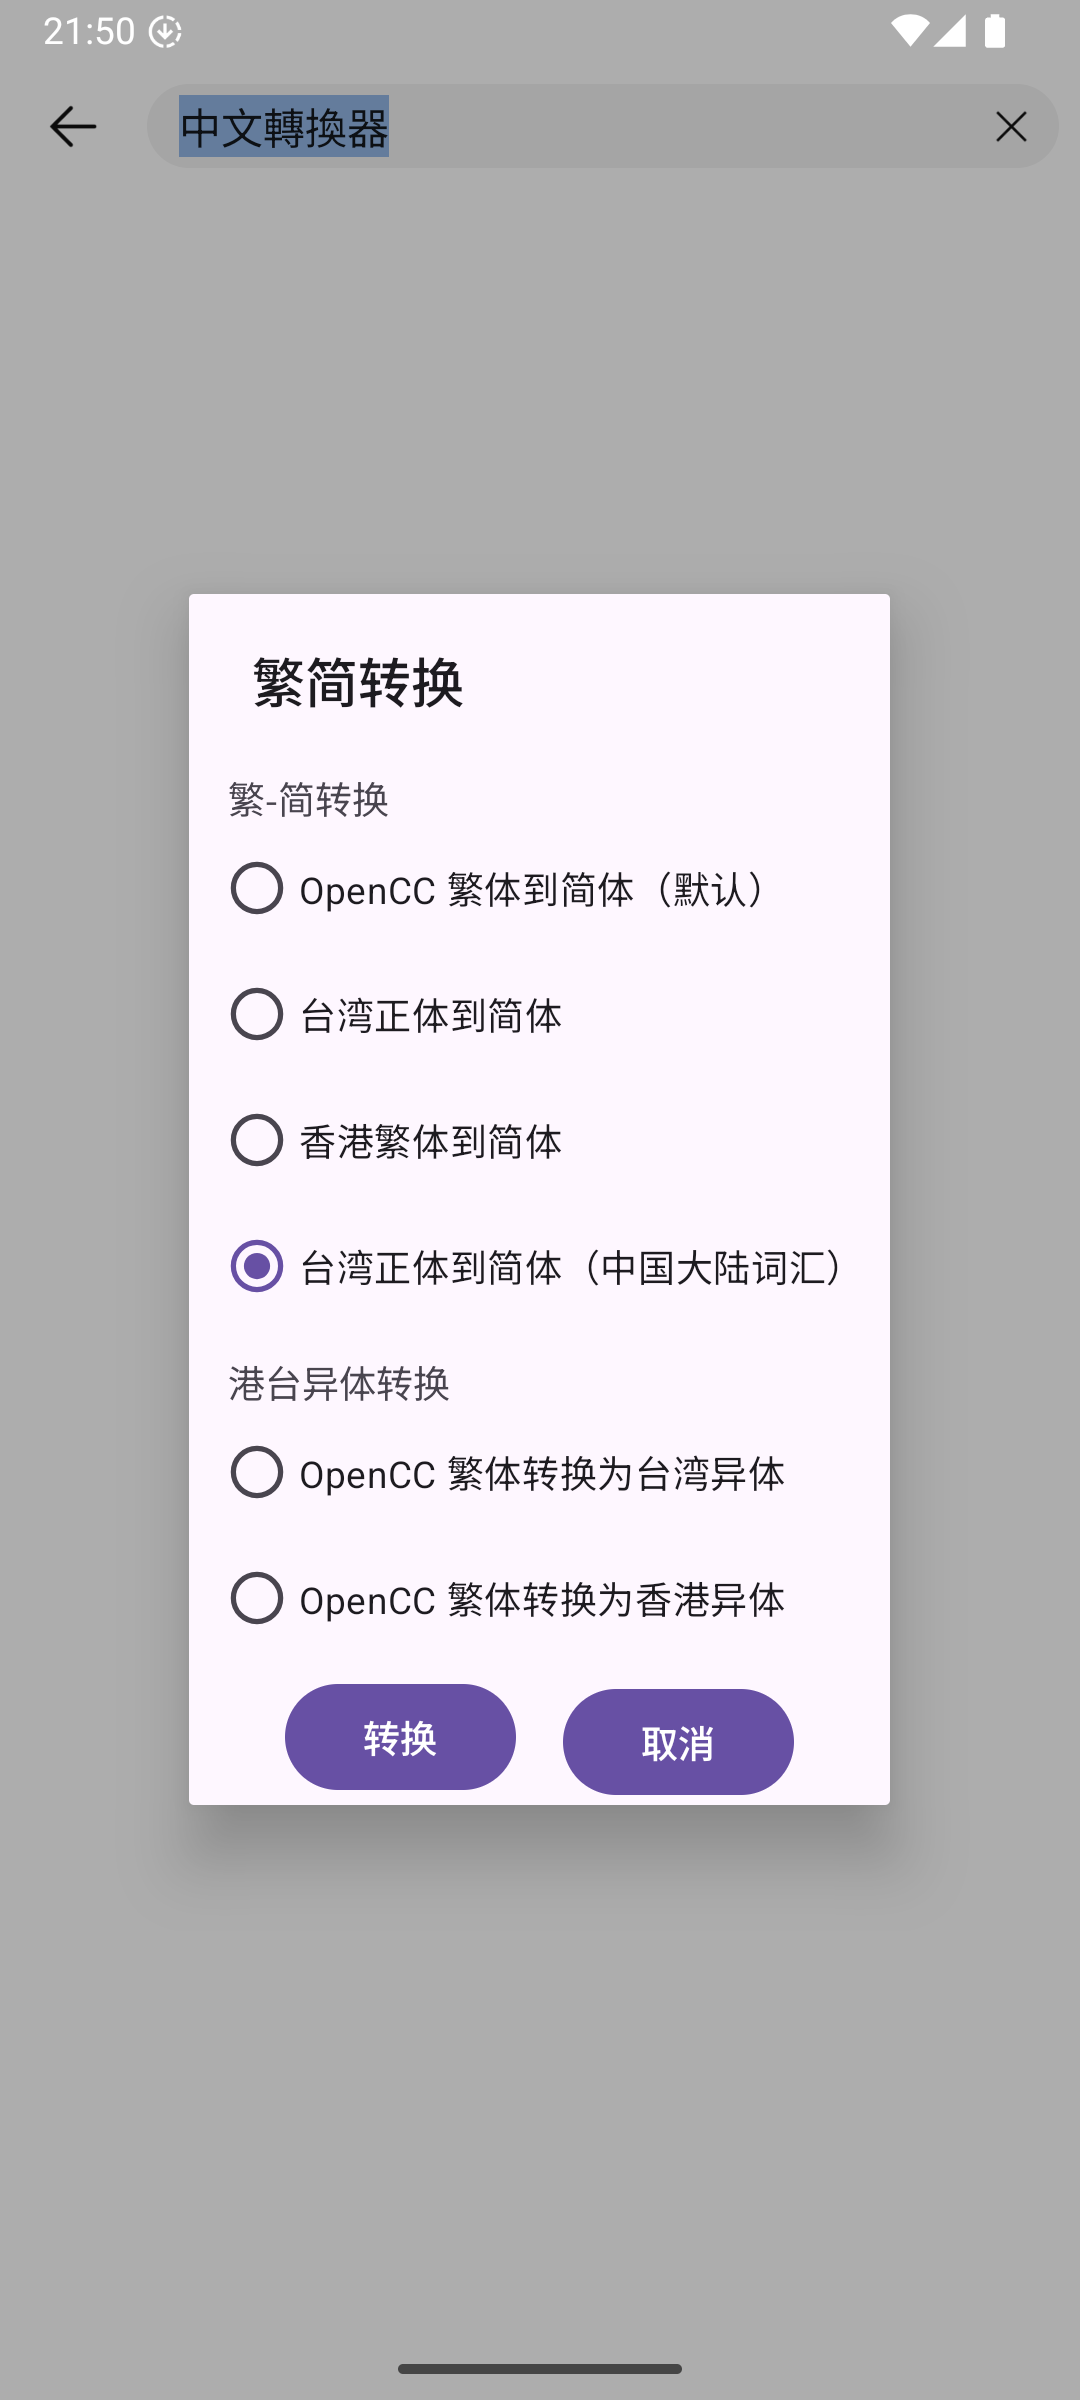 21:50
中文轉換器
繁简转换
繁-简转换
OpenCC 繁体到简体（默认）
台湾正体到简体
香港繁体到简体
台湾正体到简体（中国大陆词汇）
港台异体转换
OpenCC 繁体转换为台湾异体
OpenCC 繁体转换为香港异体
转换
取消